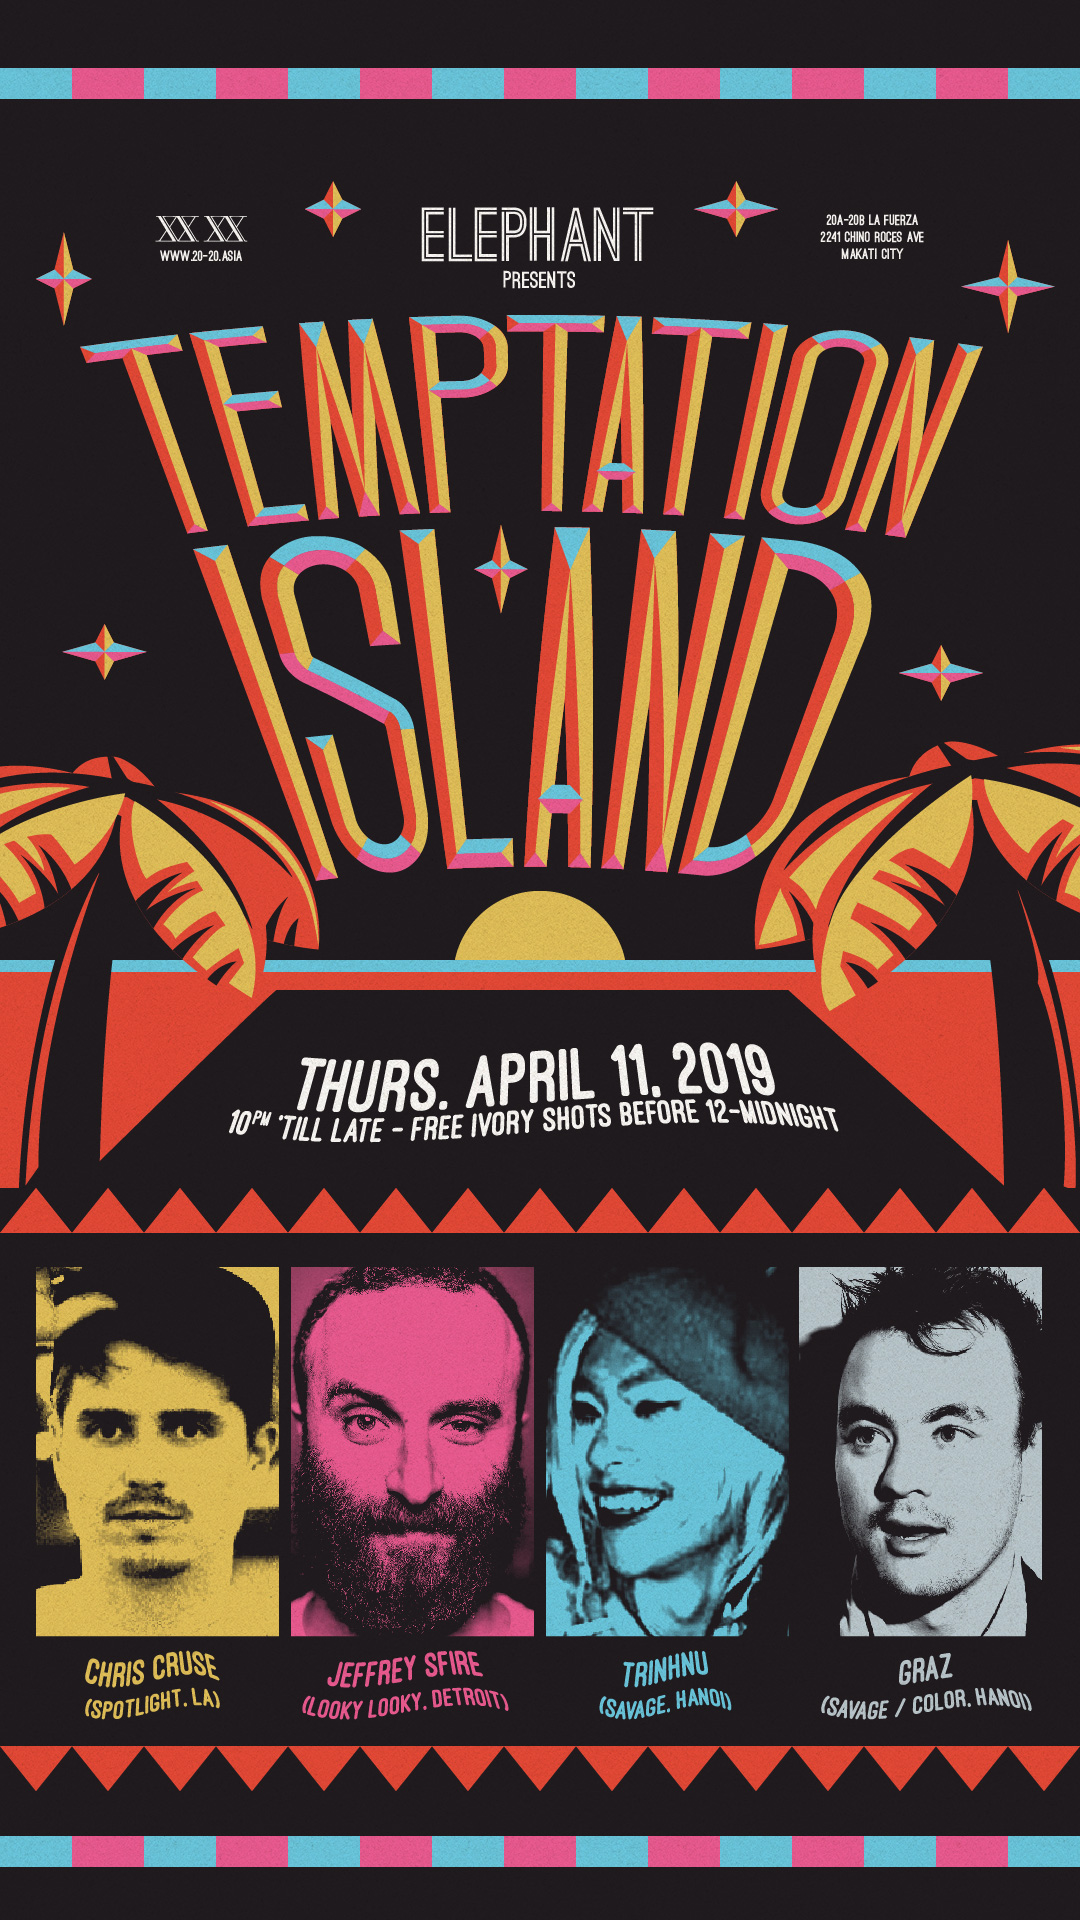 XX XX
WWW.20-20.ASIA
ELEPHANT
PRESENTS
20A-20B LA FUERZA
2241 CHINO ROCES AVE
MAKATI CITY
TEMPTATION
ISLAND
THURS. APRIL 11. 2019
10PM 'TILL LATE - FREE IVORY SHOTS BEFORE 12-MIDNIGHT
CHRIS CRUSE
(SPOTLIGHT. LA)
JEFFREY SFIRE
(LOOKY LOOKY. DETROIT)
TRINHNU
(SAVAGE. HANOI)
GRAZ
(SAVAGE / COLOR. HANOI)